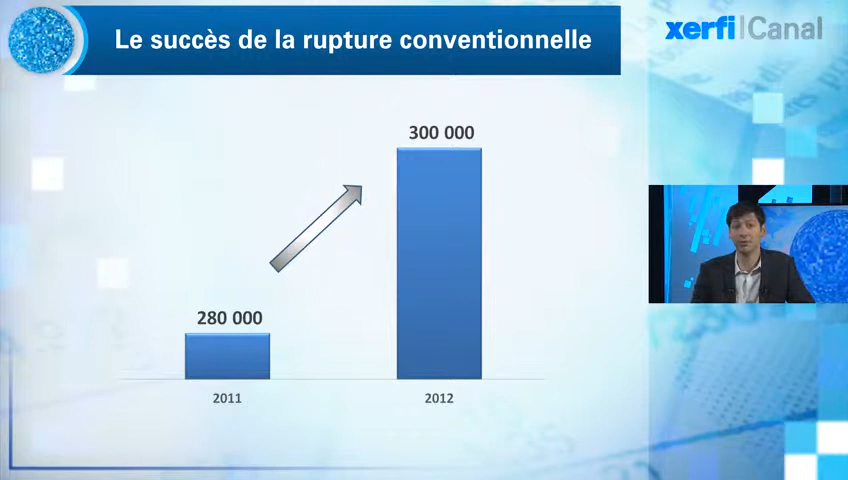 Le succès de la rupture conventionnelle
xerfi|Canal
300 000
280 000
2011
2012